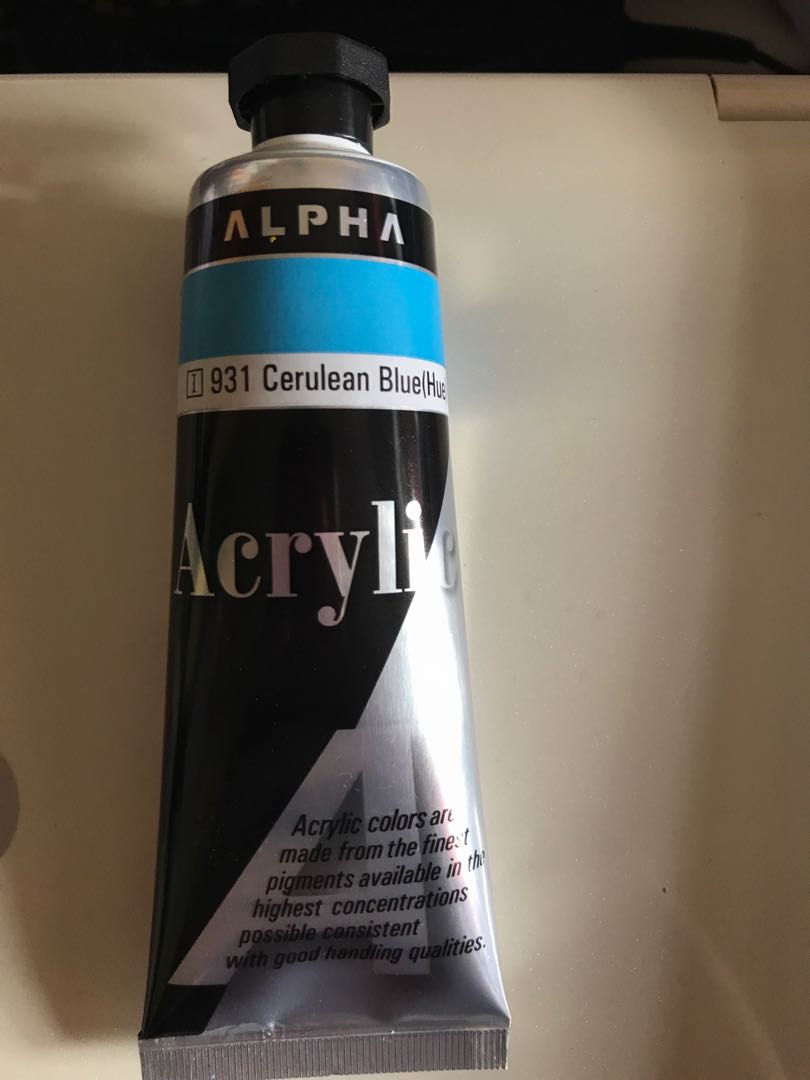 ALPHA
I 931 Cerulean Blue(Hue
Acrylic
Acrylic colors are
made from the finest
pigments available in the
highest concentrations
possible consistent
with good handling qualities.